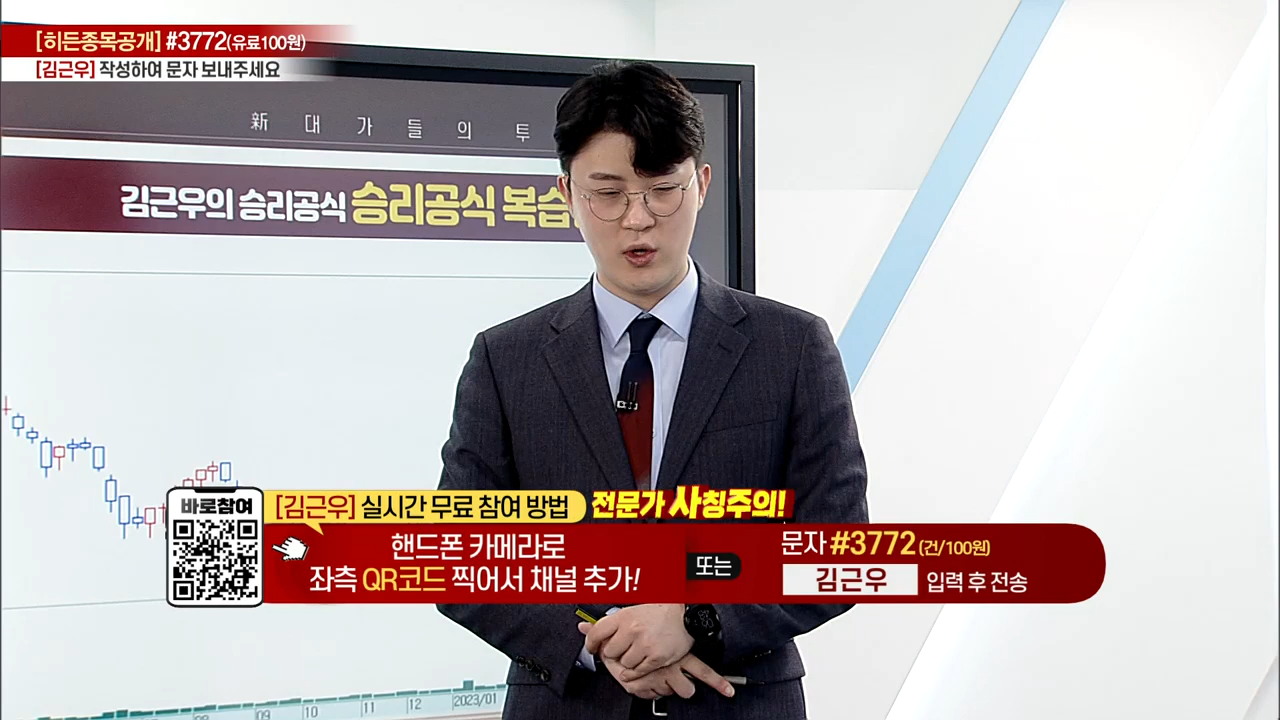 [히든종목공개] #3772(유료100원)
[김근우] 작성하여 문자 보내주세요
新 대 가 들 의 투
김근우의 승리공식 승리공식 복습
바로참여
[김근우] 실시간 무료 참여 방법
전문가 사칭주의!
핸드폰 카메라로
좌측 QR코드 찍어서 채널 추가!
또는
문자 #3772 (건/100원)
김근우 입력 후 전송
09
10
11
12
2023/01